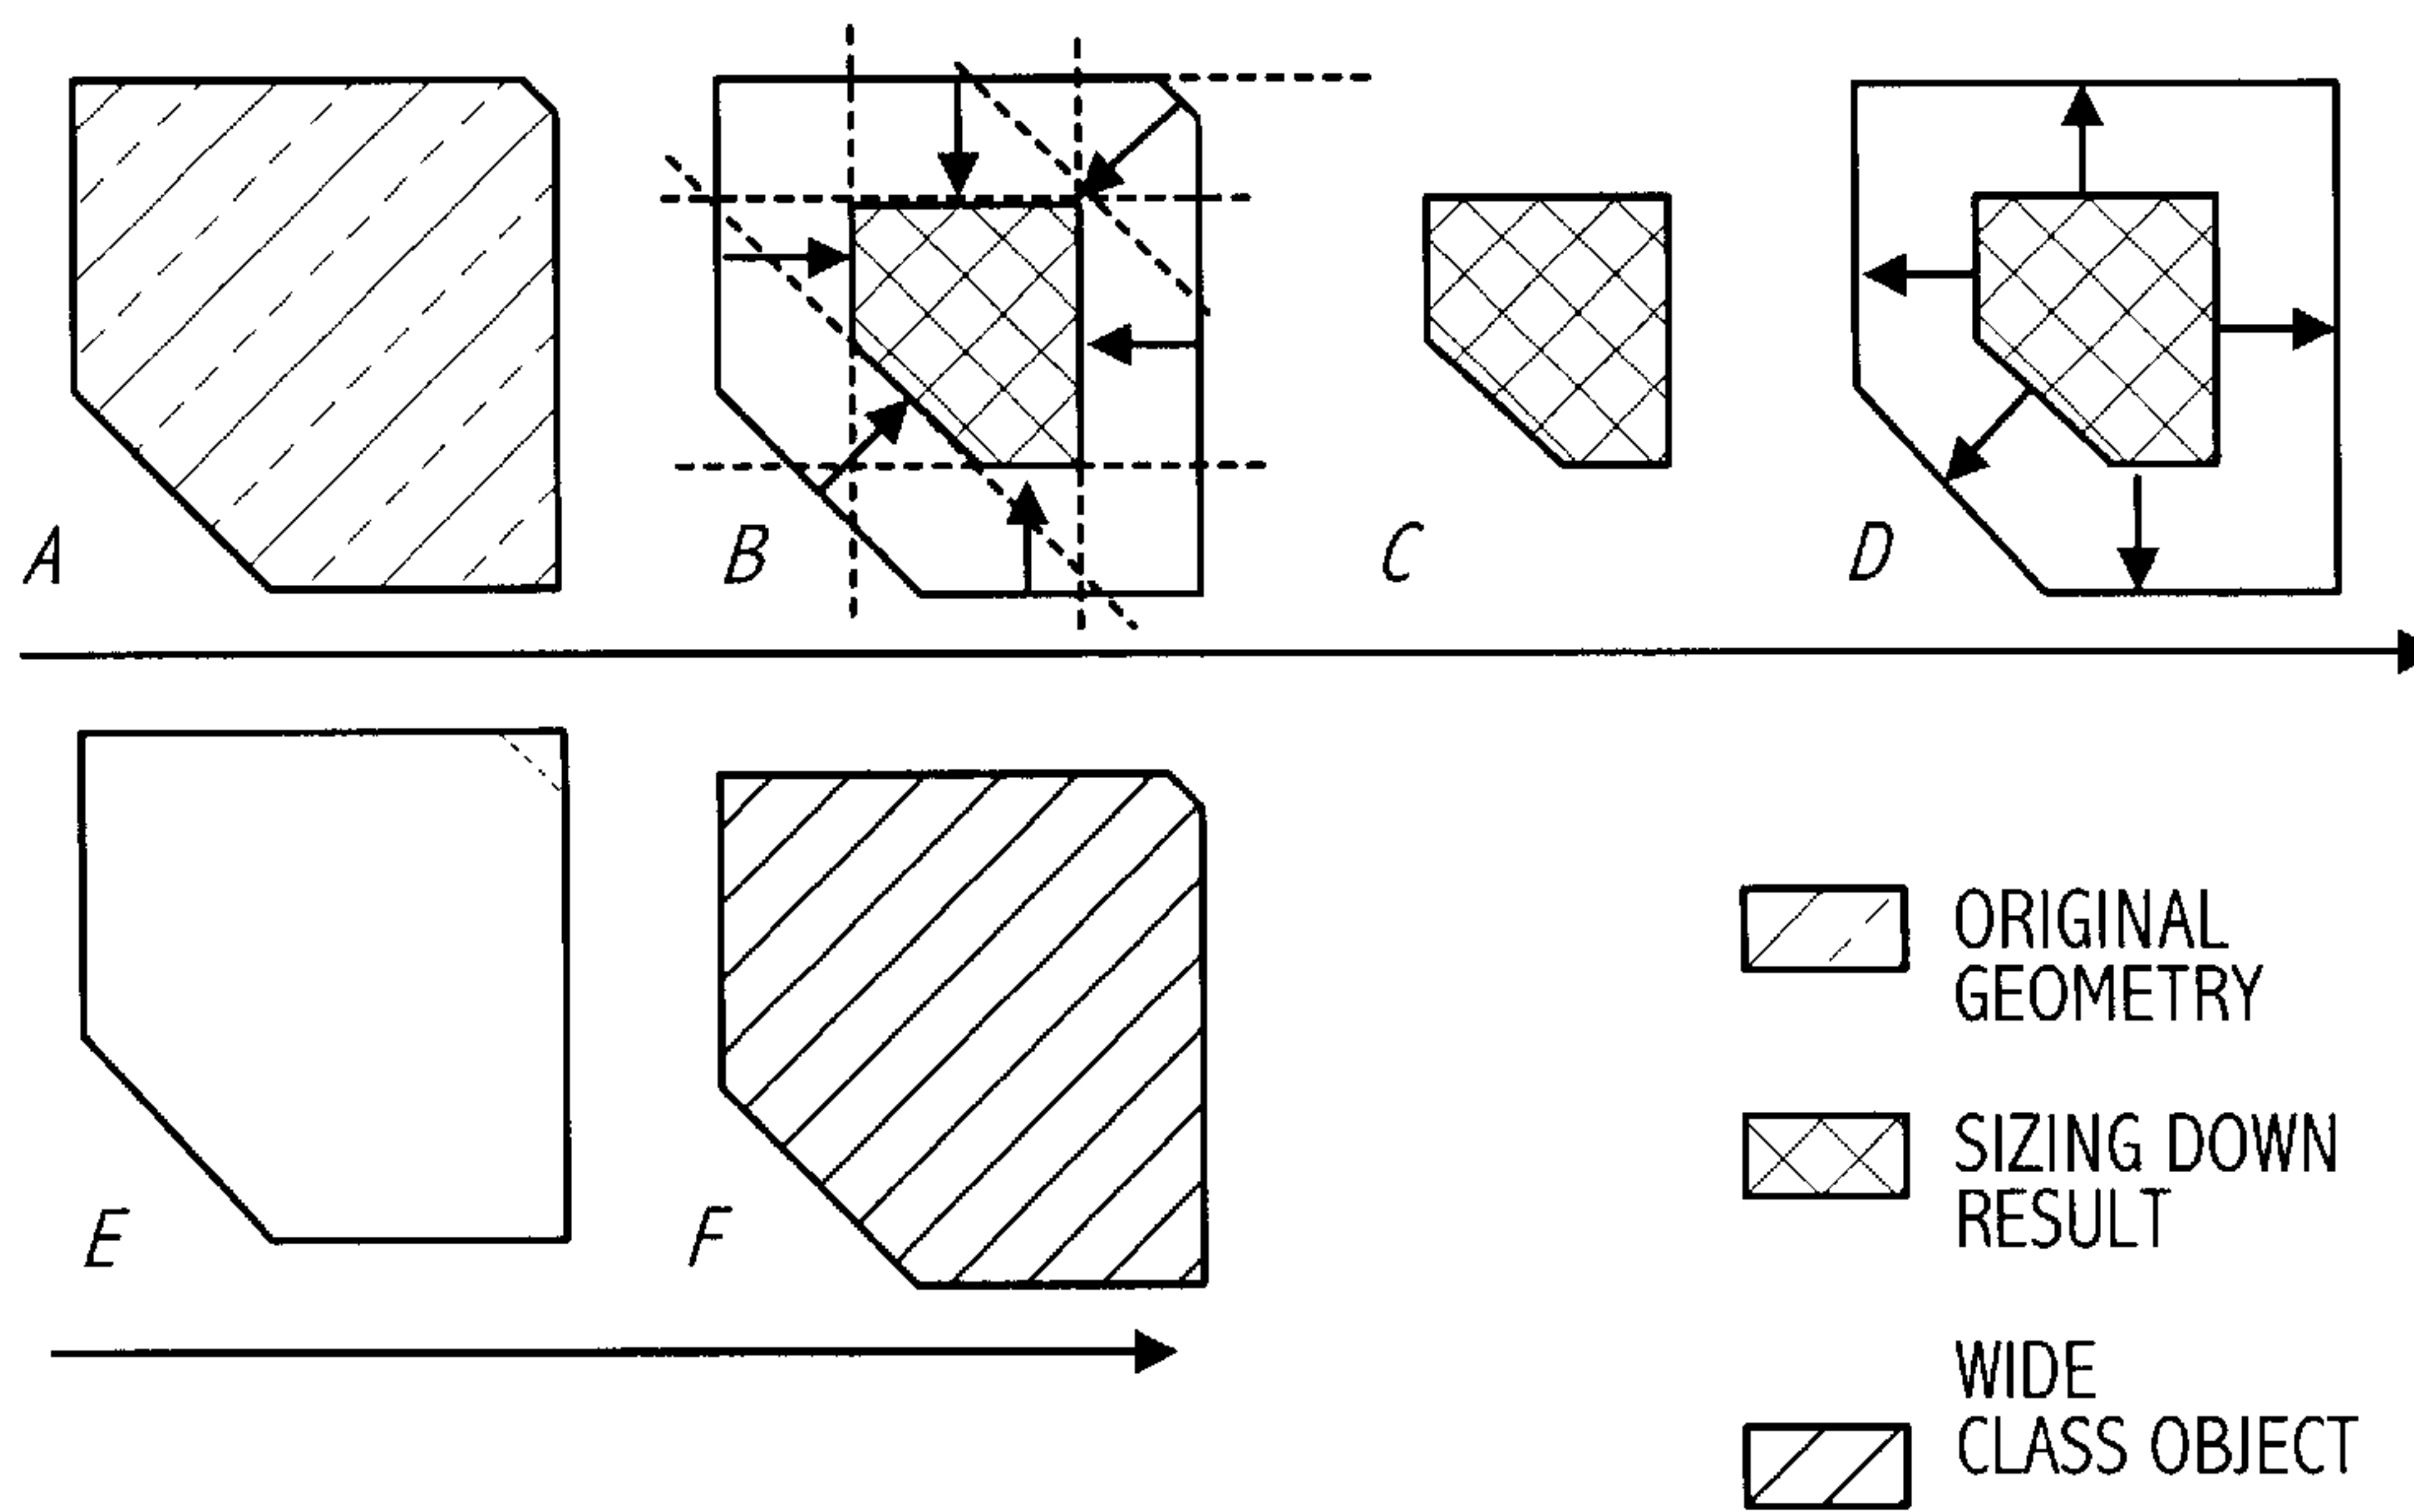 A
B
C
D
E
F
ORIGINAL
GEOMETRY
SIZING DOWN
RESULT
WIDE
CLASS OBJECT